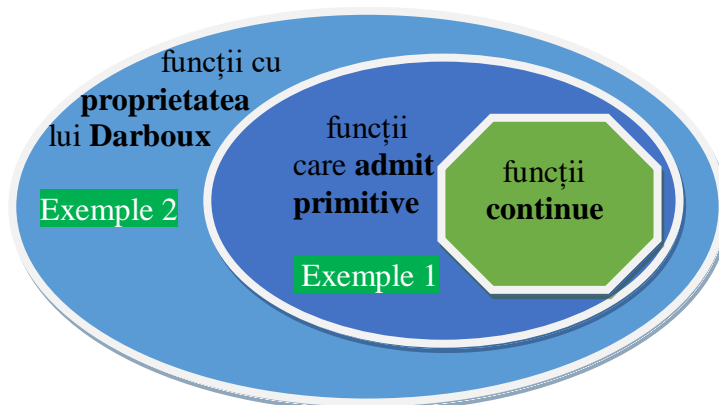 funcții cu
proprietatea
lui Darboux
Exemple 2
funcții
care admit
primitive
Exemple 1
funcții
continue